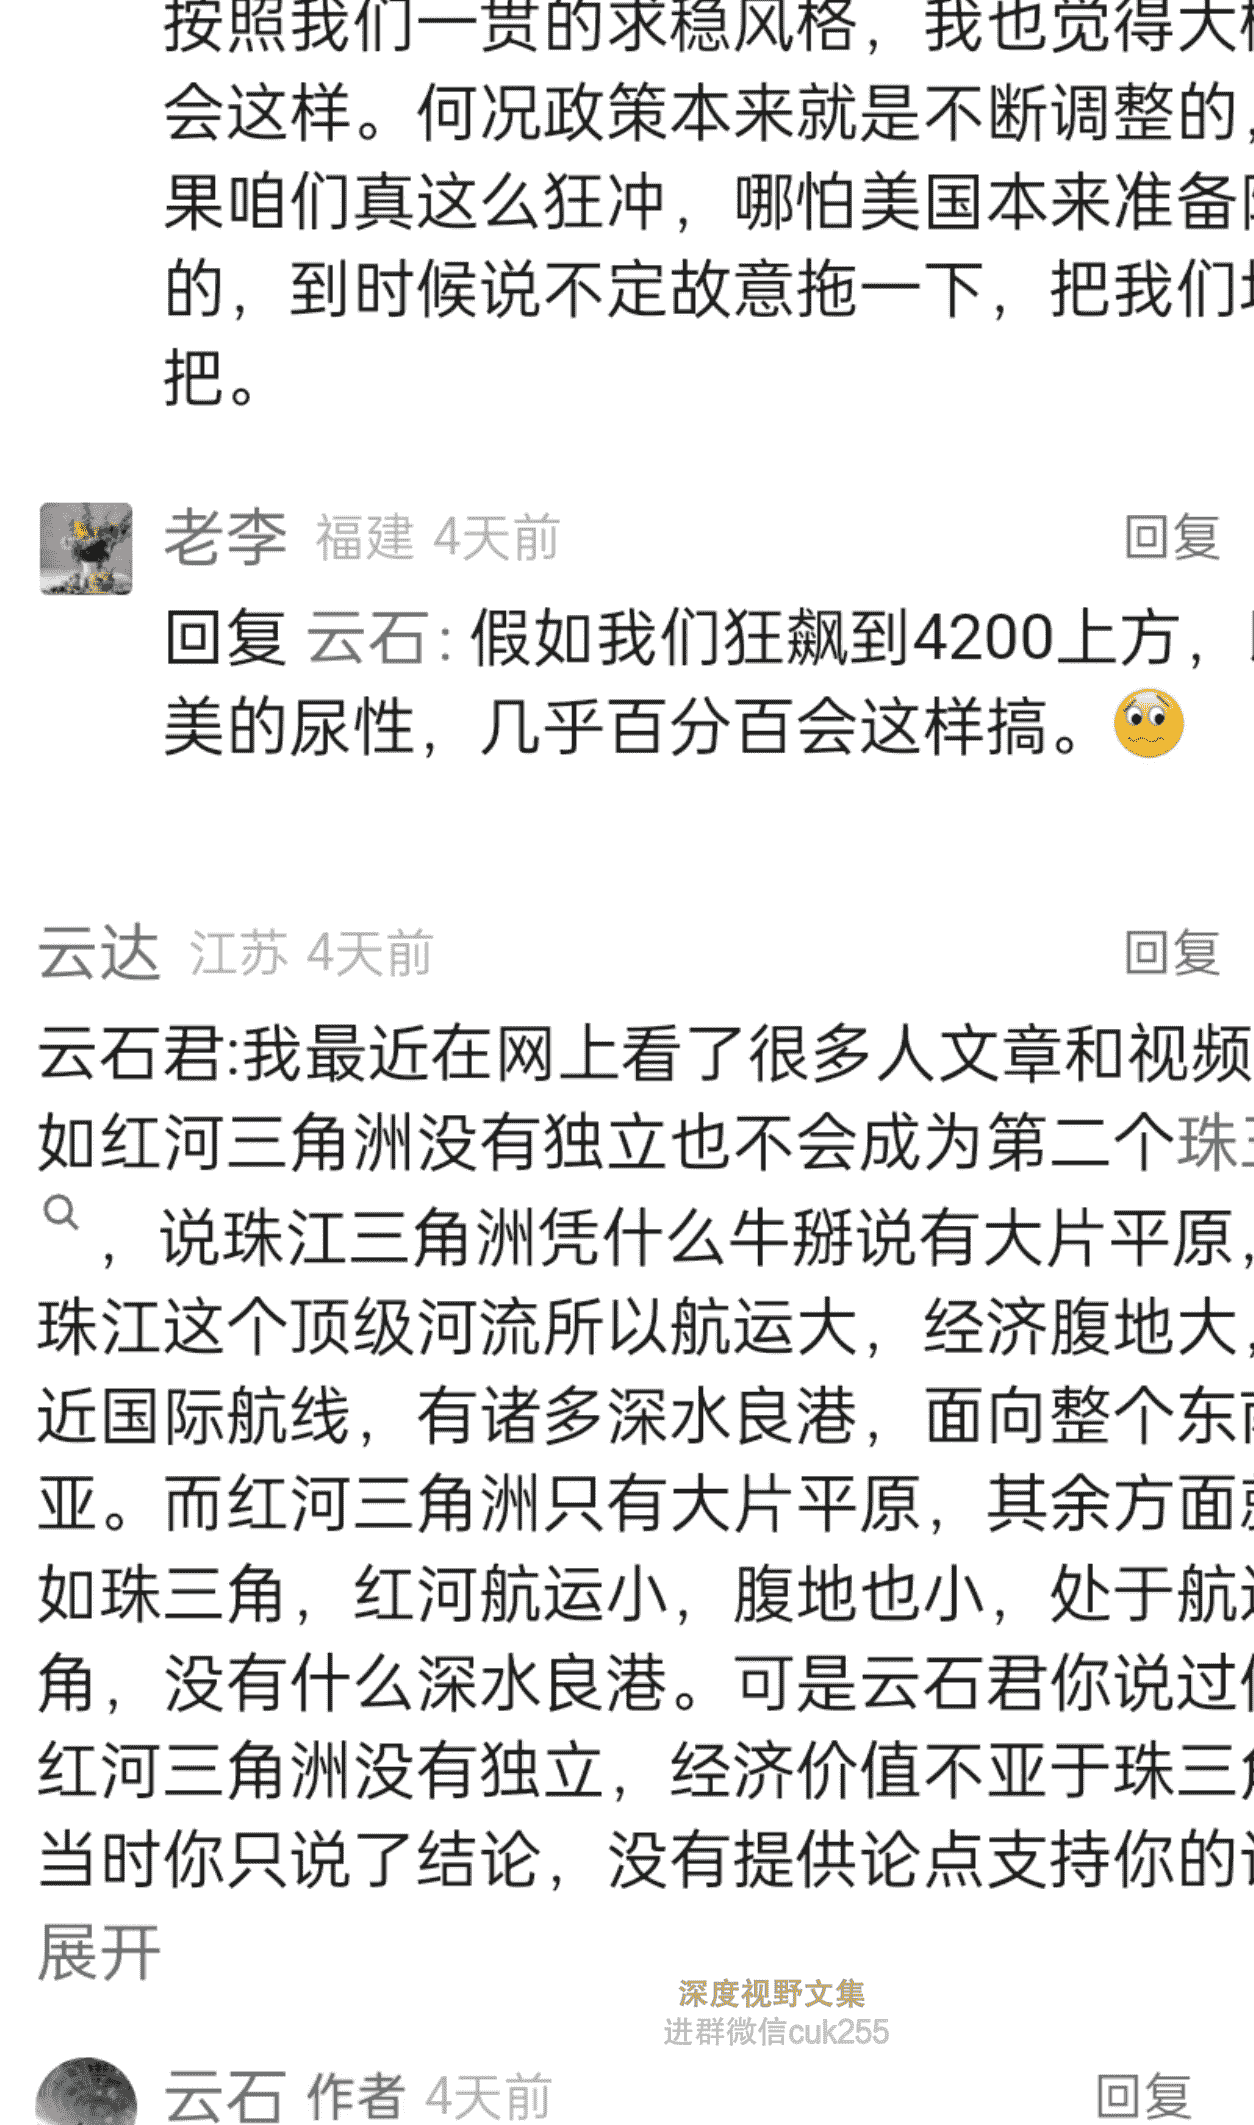 按照我们一贯的求稳风格，我也觉得大
会这样。何况政策本来就是不断调整的，
果咱们真这么狂冲，哪怕美国本来准备
的，到时候说不定故意拖一下，把我们
把。
老李 福建 4天前 回复
回复 云石：假如我们狂飙到4200上方，
美的尿性，几乎百分百会这样搞。
云达 江苏 4天前 回复
云石君:我最近在网上看了很多人文章和视频
如红河三角洲没有独立也不会成为第二个珠三
，说珠江三角洲凭什么牛掰说有大片平原，
珠江这个顶级河流所以航运大，经济腹地大，
近国际航线，有诸多深水良港，面向整个东南
亚。而红河三角洲只有大片平原，其余方面
如珠三角，红河航运小，腹地也小，处于航
角，没有什么深水良港。可是云石君你说过
红河三角洲没有独立，经济价值不亚于珠三角
当时你只说了结论，没有提供论点支持你的
展开
深度视野文集
进群微信cuk255
云石 作者 4天前 回复